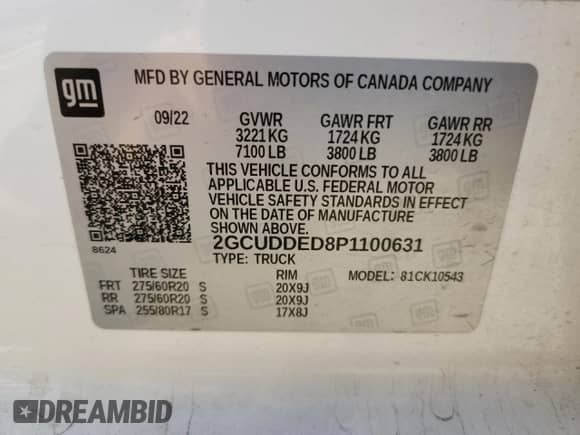 gm
MFD BY GENERAL MOTORS OF CANADA COMPANY
09/22 GVWR GAWR FRT GAWR RR
3221 KG 1724 KG 1724 KG
7100 LB 3800 LB 3800 LB
THIS VEHICLE CONFORMS TO ALL
APPLICABLE U.S. FEDERAL MOTOR
VEHICLE SAFETY STANDARDS IN EFFECT
ON THE DATE OF MANUFACTURE
SHOWN ABOVE.
8624
2GCUDDED8P1100631
TYPE: TRUCK
TIRE SIZE RIM MODEL: 81CK10543
FRT 275/60R20 S 20X9J
RR 275/60R20 S 20X9J
SPA 255/80R17 S 17X8J
DREAMBID